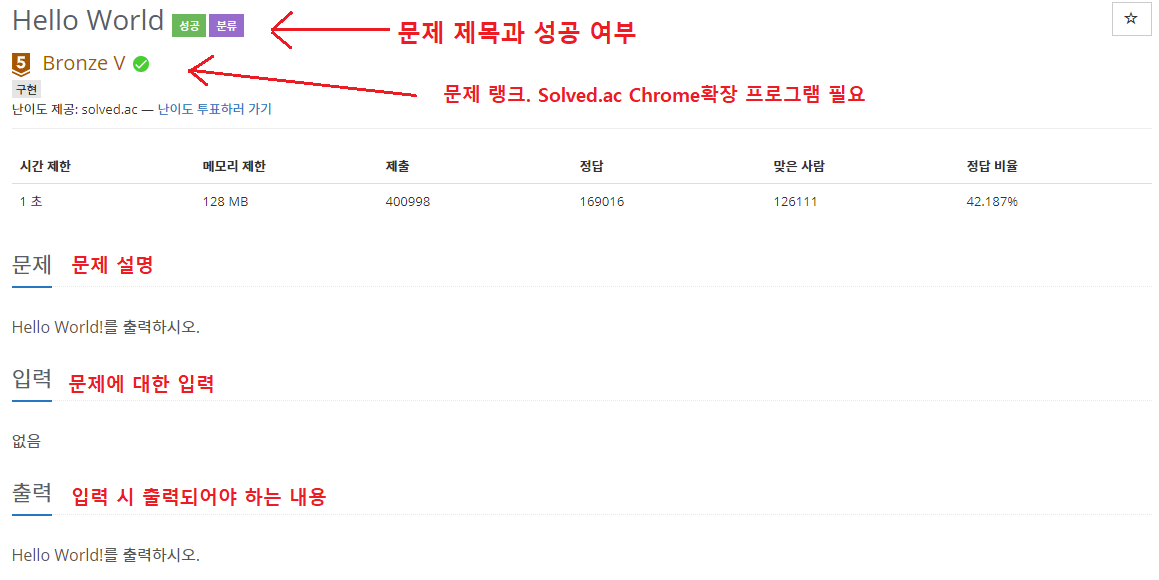 Hello World 성공 분류 문제 제목과 성공 여부
5 Bronze V 문제 랭크. Solved.ac Chrome확장 프로그램 필요
구현
난이도 제공: solved.ac — 난이도 투표하러 가기
시간 제한 메모리 제한 제출 정답 맞은 사람 정답 비율
1 초 128 MB 400998 169016 126111 42.187%
문제 문제 설명
Hello World!를 출력하시오.
입력 문제에 대한 입력
없음
출력 입력 시 출력되어야 하는 내용
Hello World!를 출력하시오.